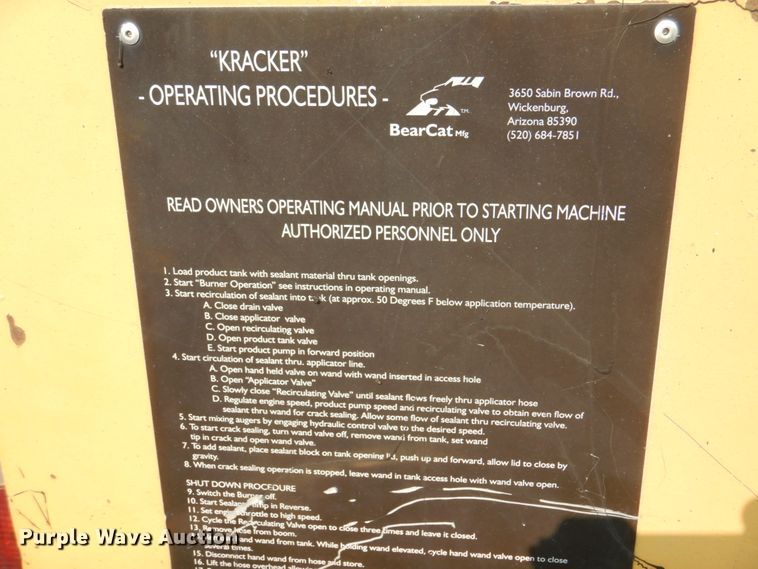 "KRACKER"
- OPERATING PROCEDURES -
TM.
BearCat Mfg
3650 Sabin Brown Rd.,
Wickenburg,
Arizona 85390
(520) 684-7851
READ OWNERS OPERATING MANUAL PRIOR TO STARTING MACHINE
AUTHORIZED PERSONNEL ONLY
1. Load product tank with sealant material thru tank openings.
2. Start "Burner Operation" see instructions in operating manual.
3. Start recirculation of sealant into tank (at approx. 50 Degrees F below application temperature).
A. Close drain valve
B. Close applicator valve
C. Open recirculating valve
D. Open product tank valve
E. Start product pump in forward position
4. Start circulation of sealant thru. applicator line.
A. Open hand held valve on wand with wand inserted in access hole
B. Open "Applicator Valve"
C. Slowly close "Recirculating Valve" until sealant flows freely thru applicator hose
D. Regulate engine speed, product pump speed and recirculating valve to obtain even flow of
sealant thru wand for crack sealing. Allow some flow of sealant thru recirculating valve.
5. Start mixing augers by engaging hydraulic control valve to the desired speed.
6. To start crack sealing, turn wand valve off, remove wand from tank, set wand
tip in crack and open wand valve.
7. To add sealant, place sealant block on tank opening lid, push up and forward, allow lid to close by
gravity.
8. When crack sealing operation is stopped, leave wand in tank access hole with wand valve open.
SHUT DOWN PROCEDURE
9. Switch the Burner off.
10. Start Sealant Pump in Reverse.
11. Set engine throttle to high speed.
12. Cycle the Recirculating Valve open to close three times and leave it closed.
13. Remove hose from boom.
hand wand from tank. While holding wand elevated, cycle hand wand valve open to close
several times.
15. Disconnect hand wand from hose and store.
16. Lift the hose overhead
Purple Wave Auction